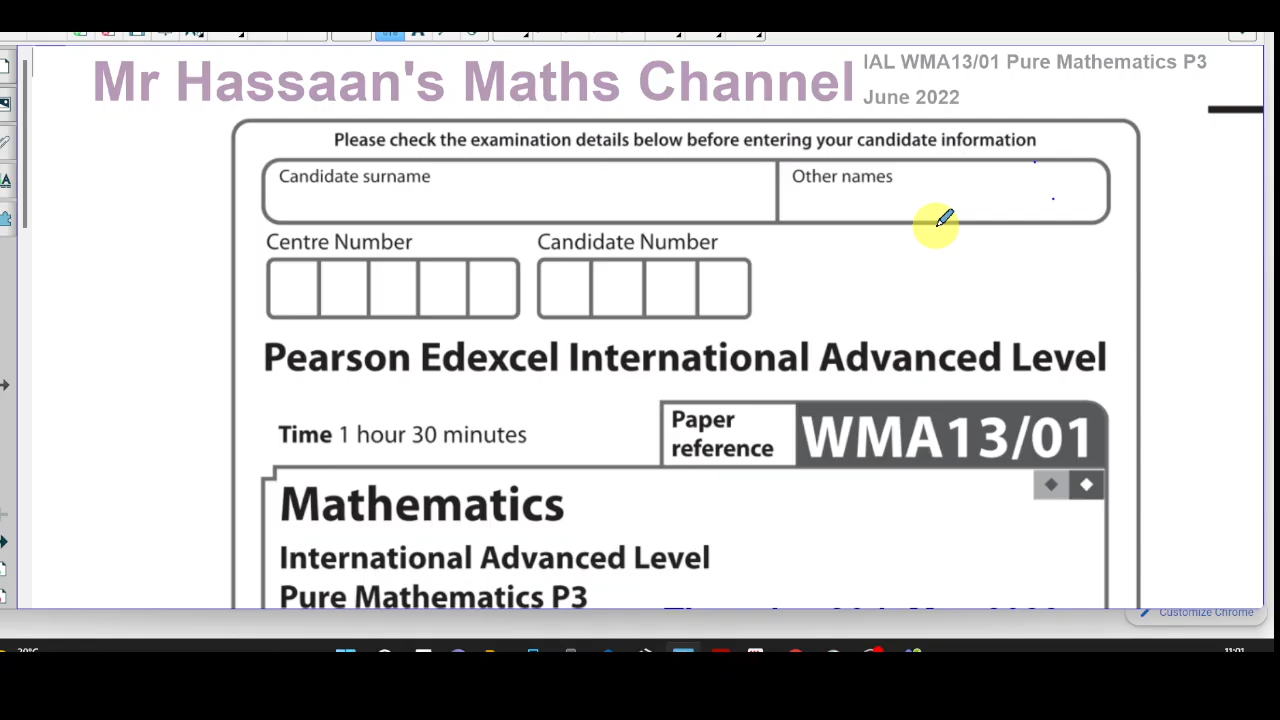 Mr Hassaan's Maths Channel
IAL WMA13/01 Pure Mathematics P3
June 2022
Please check the examination details below before entering your candidate information
Candidate surname
Other names
Centre Number
Candidate Number
Pearson Edexcel International Advanced Level
Time 1 hour 30 minutes
Paper reference
WMA13/01
Mathematics
International Advanced Level
Pure Mathematics P3
Customize Chrome